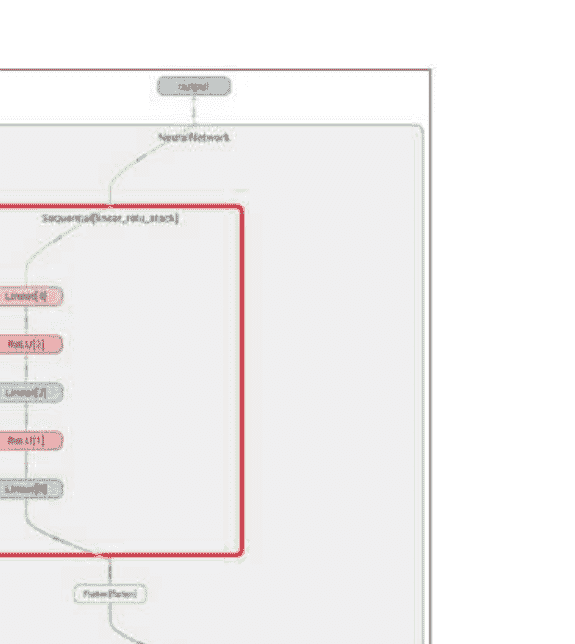 output
NeuralNetwork
Sequential[linear_relu_stack]
Linear[4]
ReLU[3]
Linear[2]
ReLU[1]
Linear[0]
Flatten[flatten]